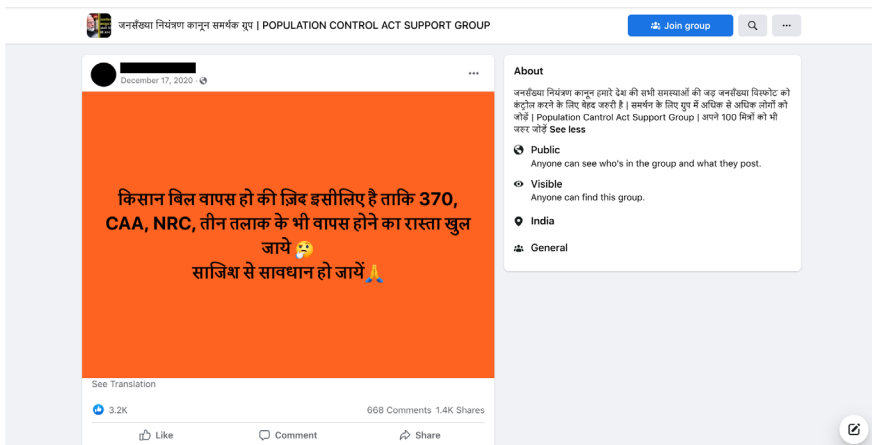 जनसँख्या नियंत्रण कानून समर्थक ग्रुप | POPULATION CONTROL ACT SUPPORT GROUP
Join group
December 17, 2020 ·
किसान बिल वापस हो की ज़िद इसीलिए है ताकि 370,
CAA, NRC, तीन तलाक के भी वापस होने का रास्ता खुल
जाये 🤔
साजिश से सावधान हो जायें🙏
See Translation
3.2K
668 Comments 1.4K Shares
Like
Comment
Share
About
जनसँख्या नियंत्रण कानून हमारे देश की सभी समस्याओं की जड़ जनसँख्या विस्फोट को
कंट्रोल करने के लिए बेहद जरुरी है | समर्थन के लिए ग्रुप में अधिक से अधिक लोगों को
जोड़ें | Population Cantrol Act Support Group | अपने 100 मित्रों को भी
जरुर जोड़ें See less
Public
Anyone can see who's in the group and what they post.
Visible
Anyone can find this group.
India
General